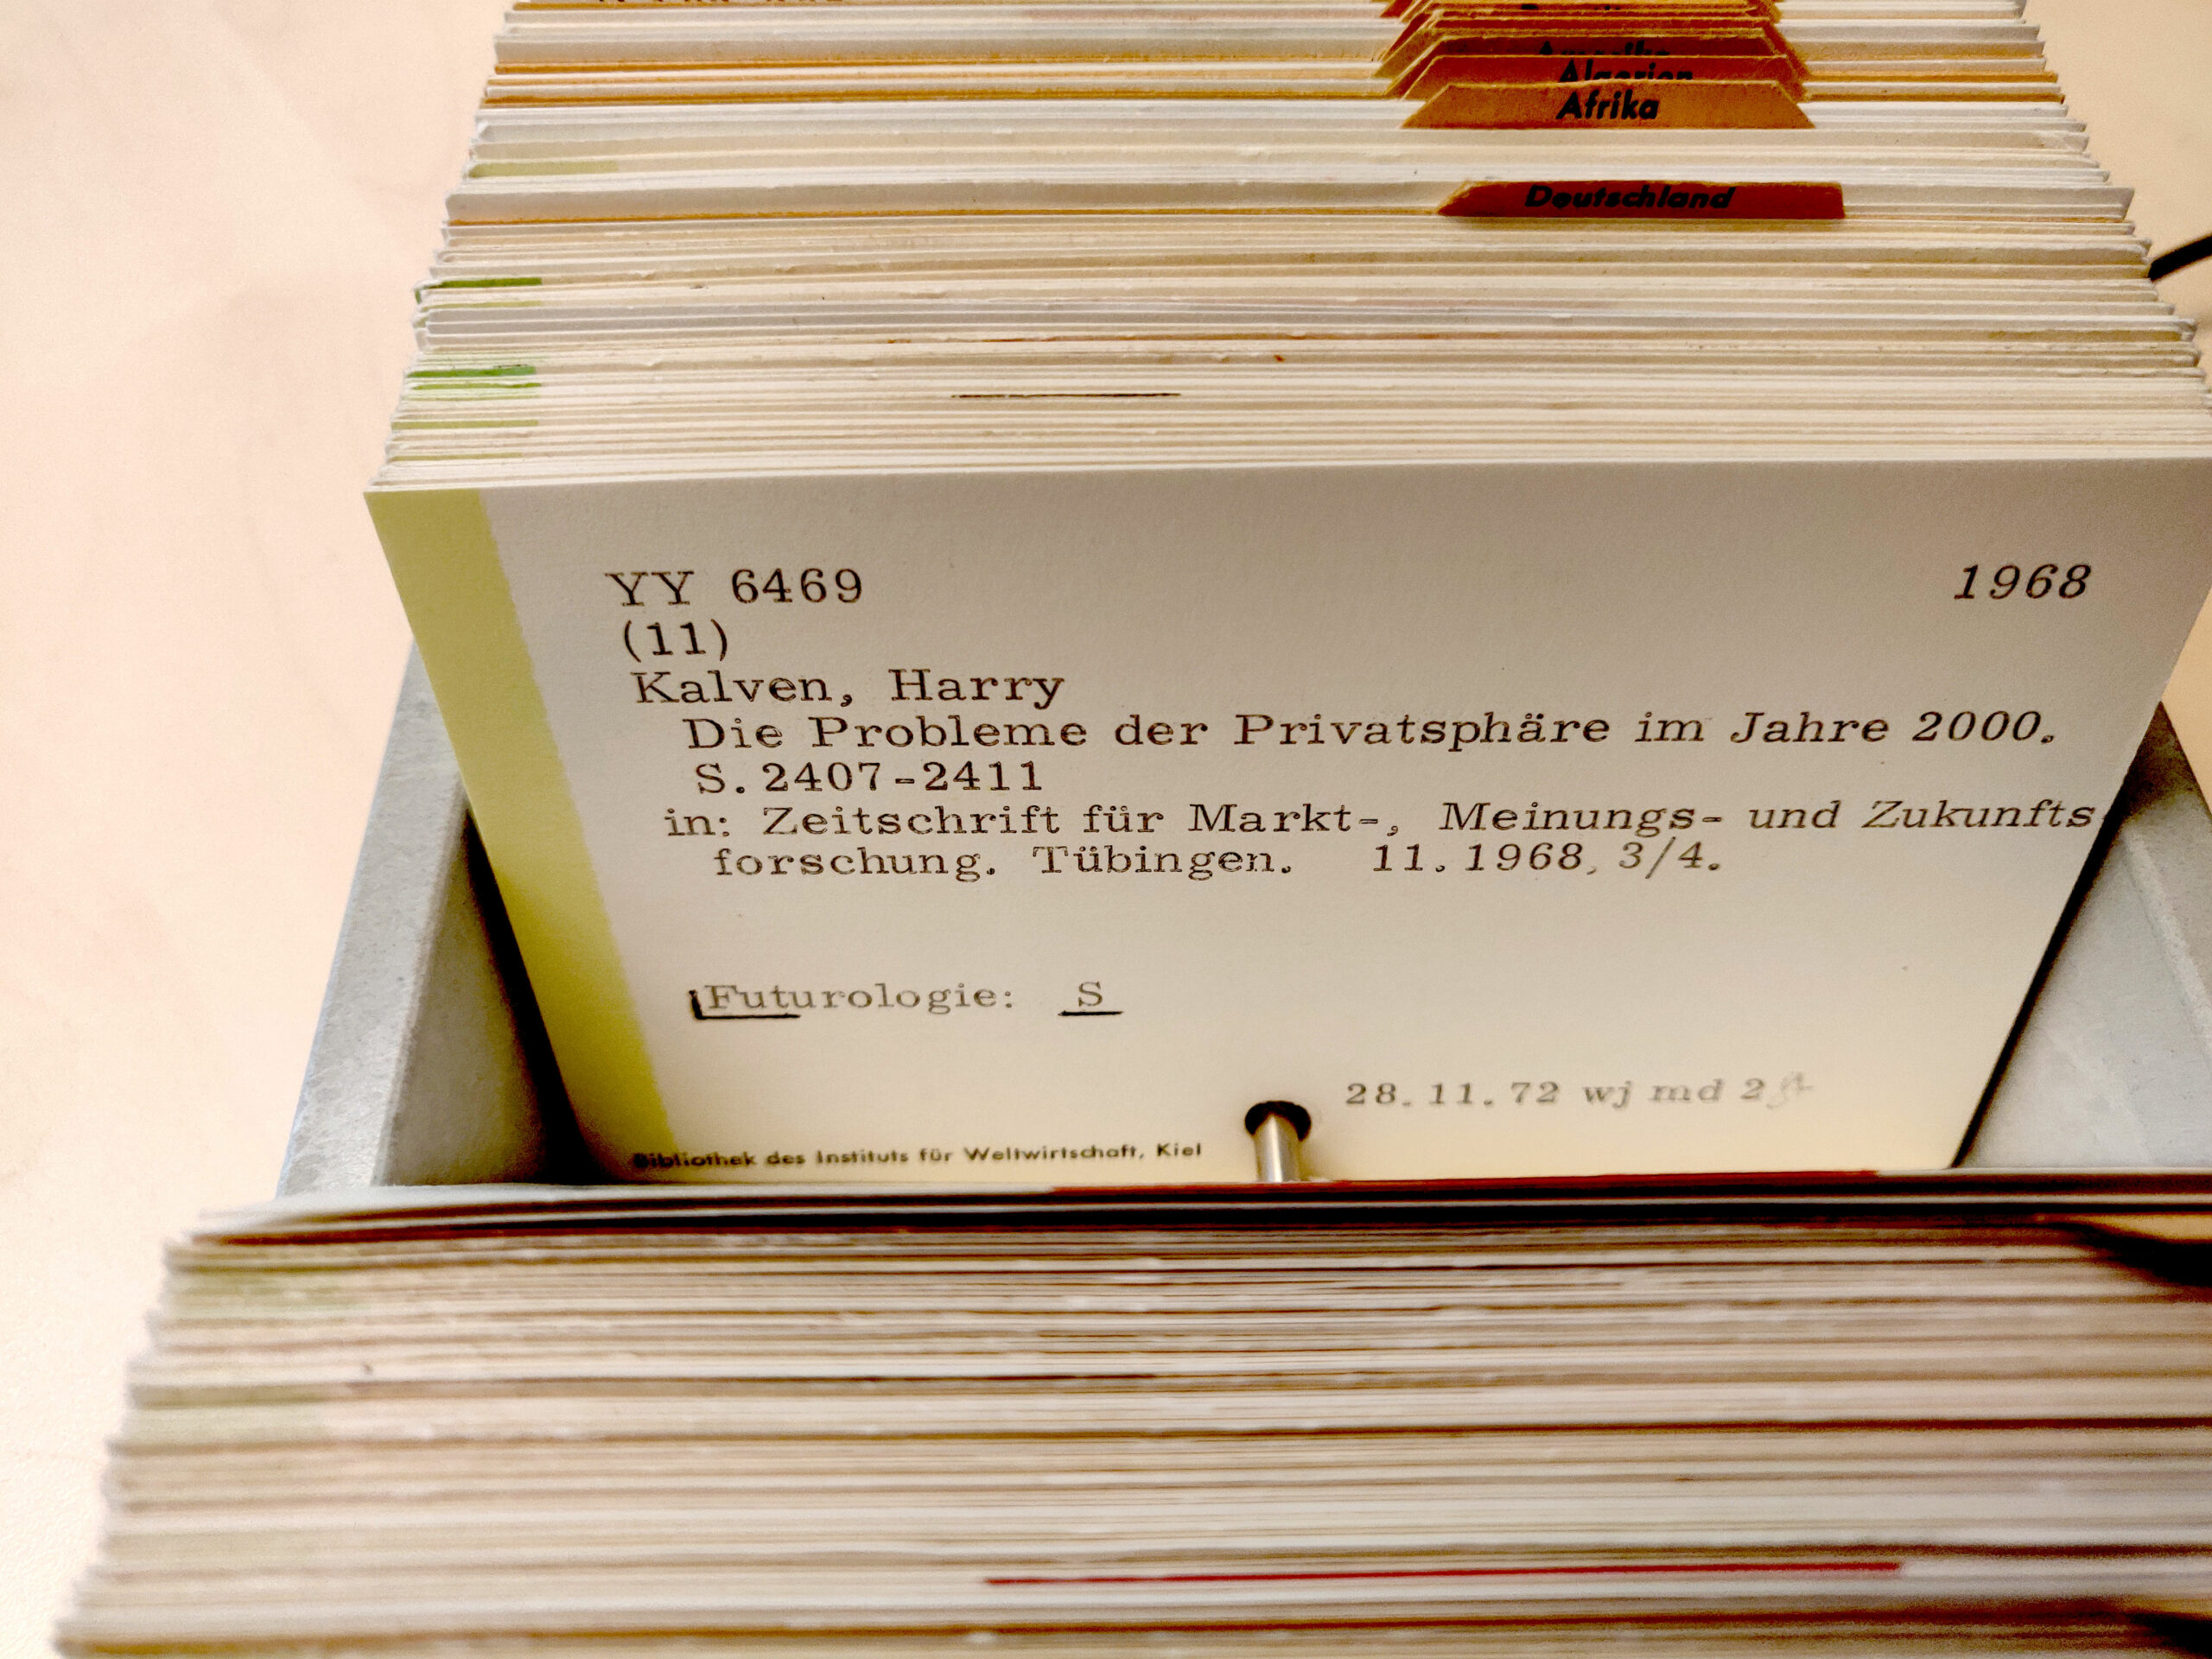 Algerien
Afrika
Deutschland
YY 6469 1968
(11)
Kalven, Harry
Die Probleme der Privatsphäre im Jahre 2000.
S. 2407-2411
in: Zeitschrift für Markt-, Meinungs- und Zukunfts
forschung. Tübingen. 11.1968, 3/4.
Futurologie: S
28.11.72 wj md 2
Bibliothek des Instituts für Weltwirtschaft, Kiel